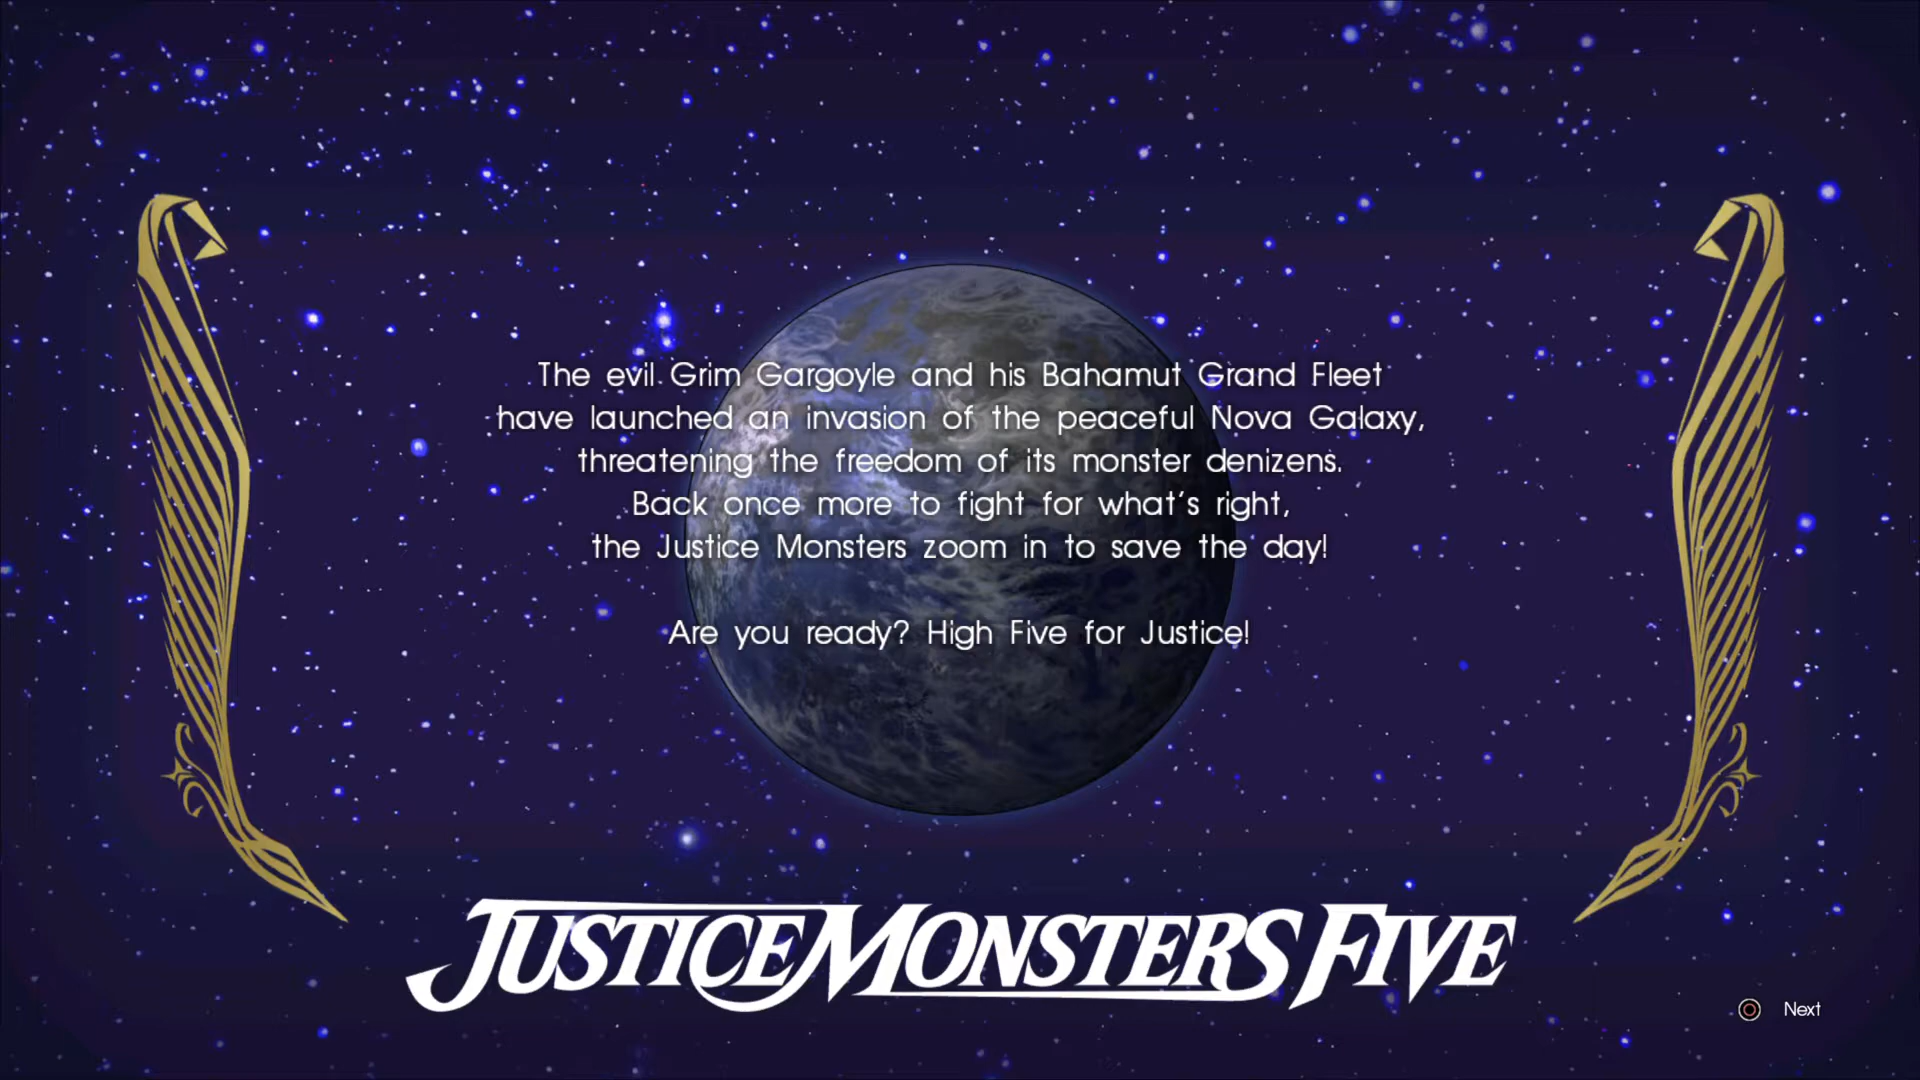 The evil Grim Gargoyle and his Bahamut Grand Fleet
have launched an invasion of the peaceful Nova Galaxy,
threatening the freedom of its monster denizens.
Back once more to fight for what's right,
the Justice Monsters zoom in to save the day!
Are you ready? High Five for Justice!
JUSTICE MONSTERS FIVE
Next